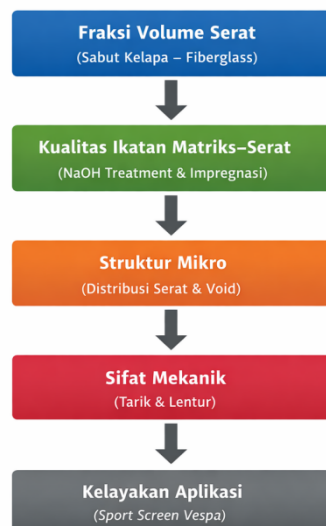 Fraksi Volume Serat
(Sabut Kelapa – Fiberglass)
Kualitas Ikatan Matriks–Serat
(NaOH Treatment & Impregnasi)
Struktur Mikro
(Distribusi Serat & Void)
Sifat Mekanik
(Tarik & Lentur)
Kelayakan Aplikasi
(Sport Screen Vespa)